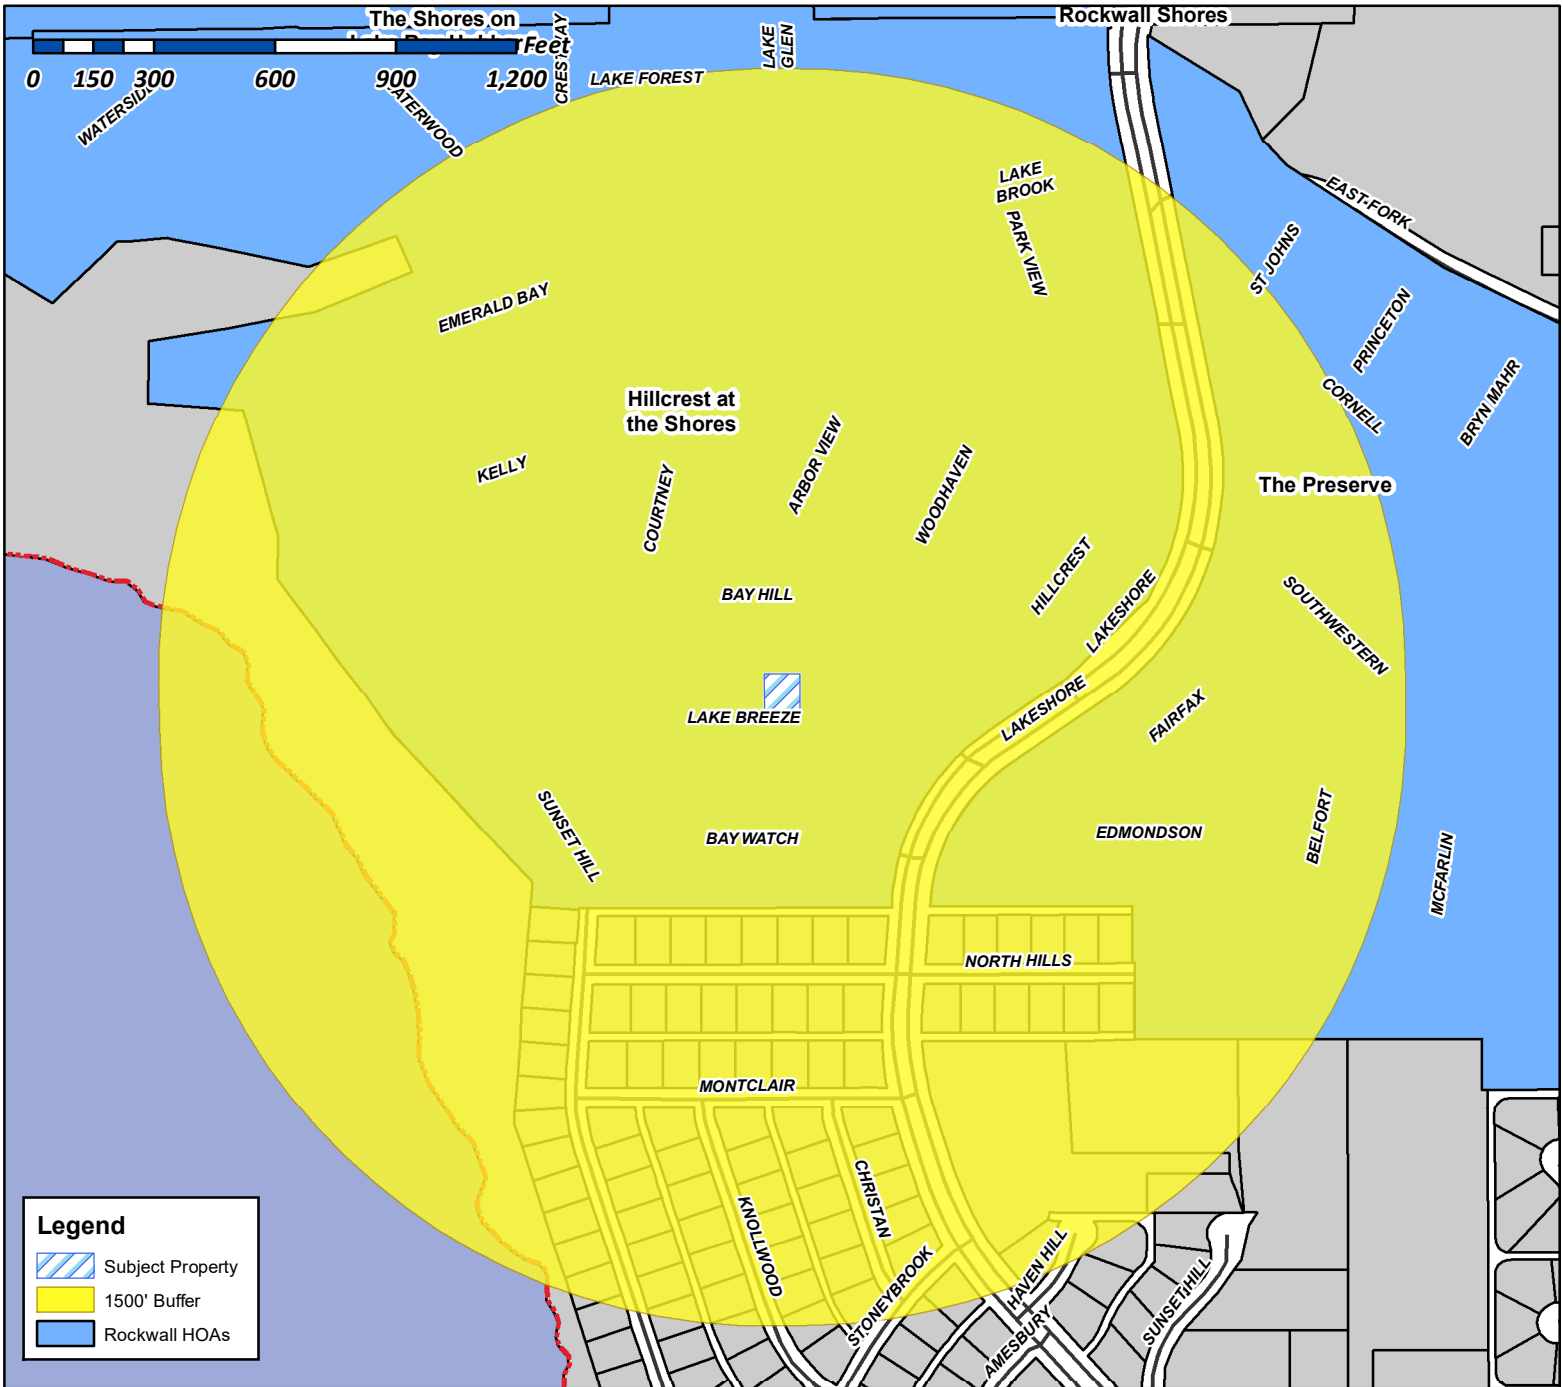 The Shores on
Rockwall Shores
Feet
0 150 300 600 900 1,200
LAKE
GLEN
LAKE FOREST
LAKE
BROOK
PARK VIEW
EAST-FORK
ST JOHNS
PRINCETON
CORNELL
BRYN MAHR
EMERALD BAY
Hillcrest at
the Shores
KELLY
COURTNEY
ARBOR VIEW
WOODHAVEN
The Preserve
HILLCREST
LAKESHORE
BAY HILL
SOUTHWESTERN
LAKE BREEZE
LAKESHORE
FAIRFAX
SUNSET HILL
BAY WATCH
EDMONDSON
BELFORT
MCFARLIN
NORTH HILLS
MONTCLAIR
CHRISTAN
KNOLLWOOD
STONEYBROOK
HAVEN HILL
AMESBURY
SUNSET HILL
Legend
Subject Property
1500' Buffer
Rockwall HOAs